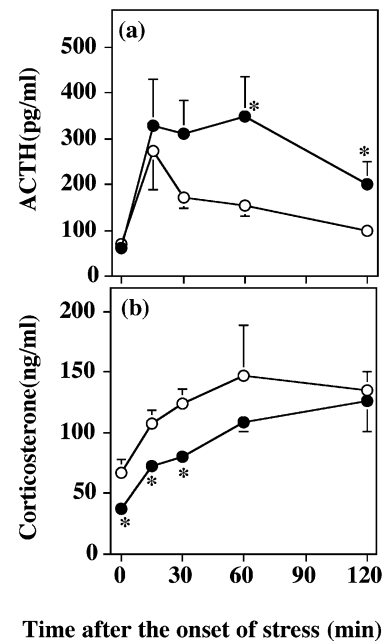 (a)
ACTH(pg/ml)
500
400
300
200
100
0
*
*
(b)
Corticosterone(ng/ml)
200
150
100
50
0
*
*
*
0 30 60 90 120
Time after the onset of stress (min)